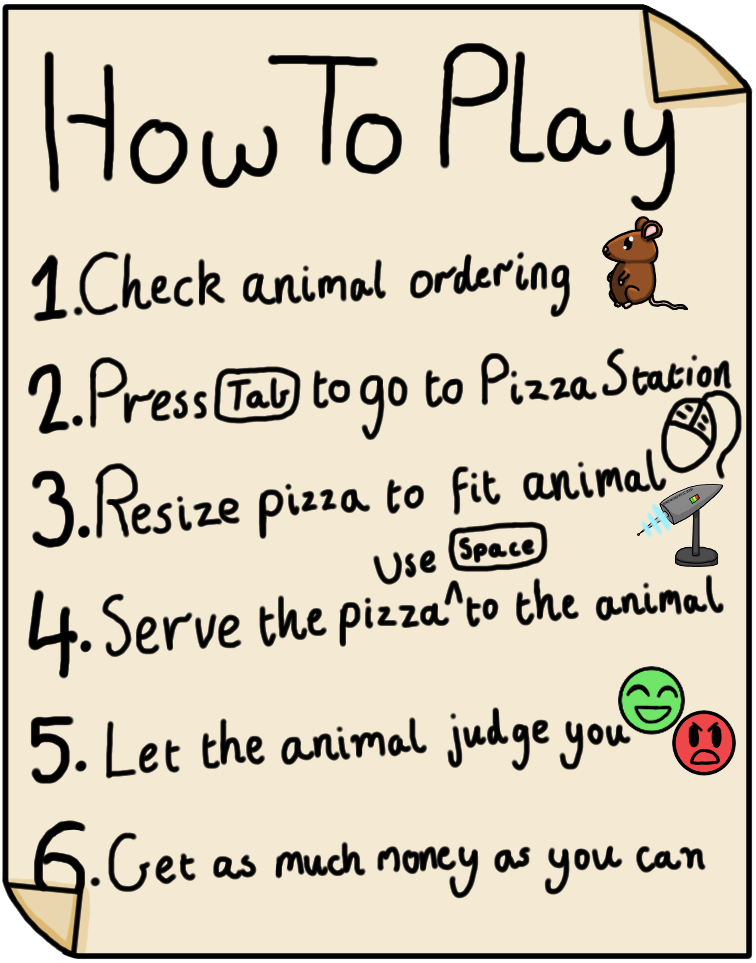 How To Play
1. Check animal ordering
2. Press Tab to go to Pizza Station
3. Resize pizza to fit animal
use Space
4. Serve the pizza ^ to the animal
5. Let the animal judge you
6. Get as much money as you can